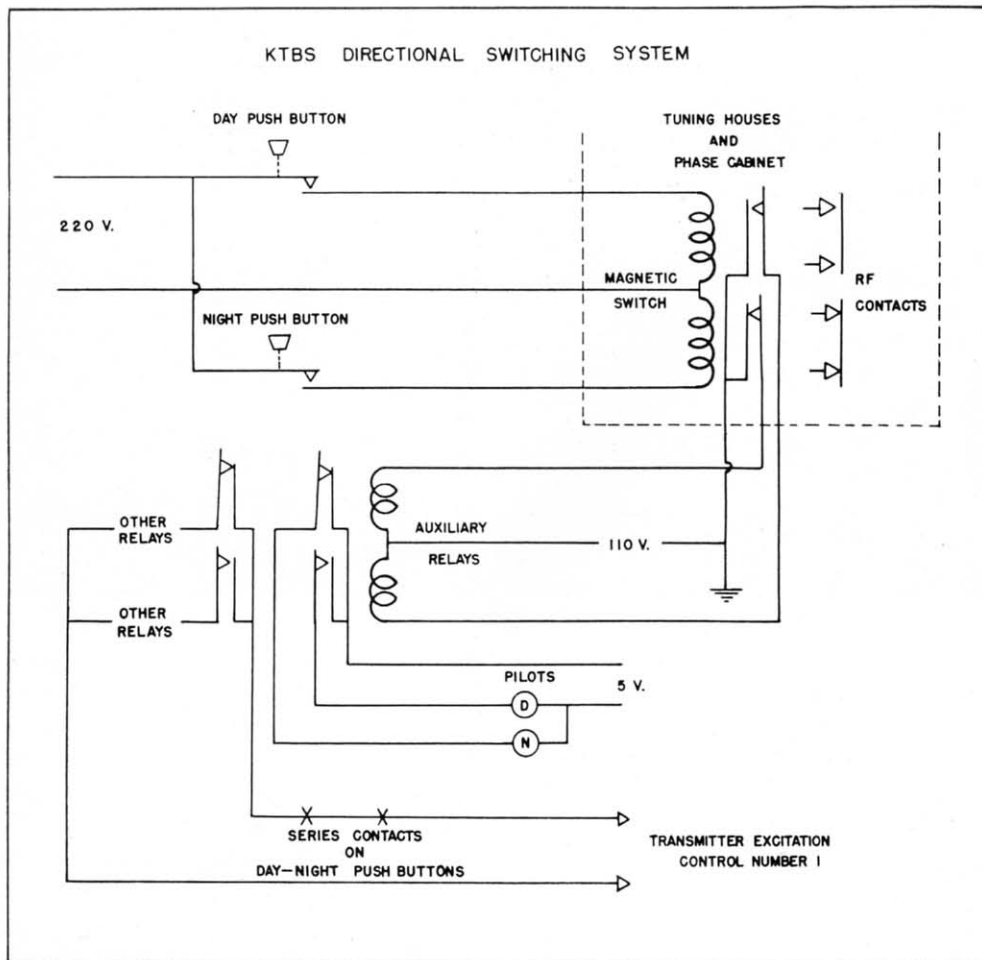 KTBS DIRECTIONAL SWITCHING SYSTEM
DAY PUSH BUTTON
TUNING HOUSES
AND
PHASE CABINET
220 V.
MAGNETIC
SWITCH
RF
CONTACTS
NIGHT PUSH BUTTON
OTHER
RELAYS
AUXILIARY
RELAYS
110 V.
OTHER
RELAYS
PILOTS
5 V.
D
N
SERIES CONTACTS
ON
DAY-NIGHT PUSH BUTTONS
TRANSMITTER EXCITATION
CONTROL NUMBER 1